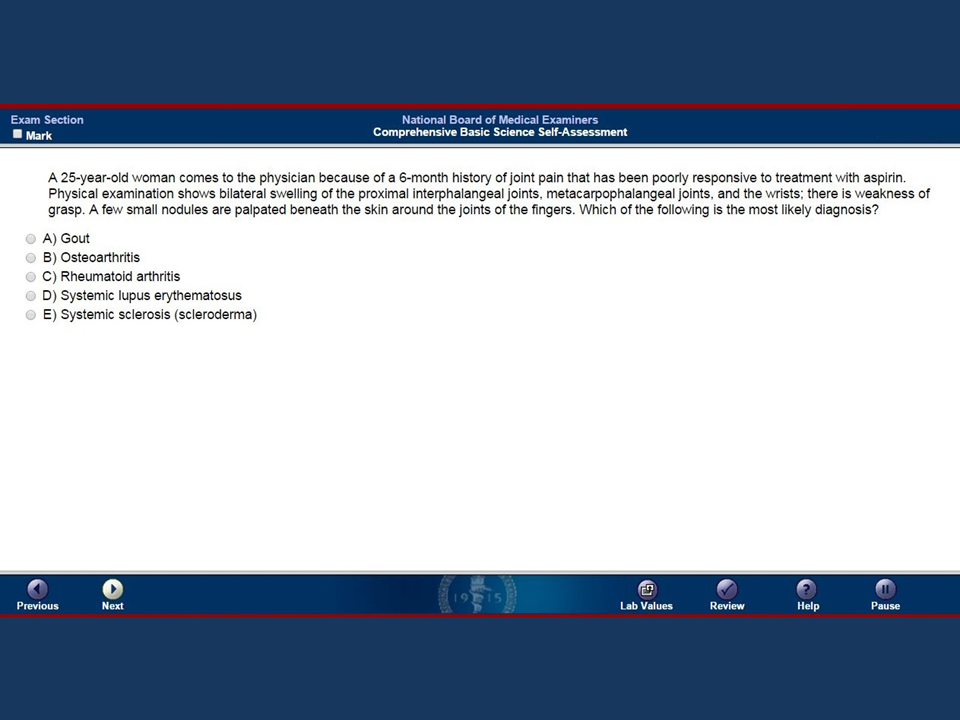 Exam Section
Mark
National Board of Medical Examiners
Comprehensive Basic Science Self-Assessment
A 25-year-old woman comes to the physician because of a 6-month history of joint pain that has been poorly responsive to treatment with aspirin.
Physical examination shows bilateral swelling of the proximal interphalangeal joints, metacarpophalangeal joints, and the wrists; there is weakness of
grasp. A few small nodules are palpated beneath the skin around the joints of the fingers. Which of the following is the most likely diagnosis?
A) Gout
B) Osteoarthritis
C) Rheumatoid arthritis
D) Systemic lupus erythematosus
E) Systemic sclerosis (scleroderma)
1915
Previous
Next
Lab Values
Review
Help
Pause